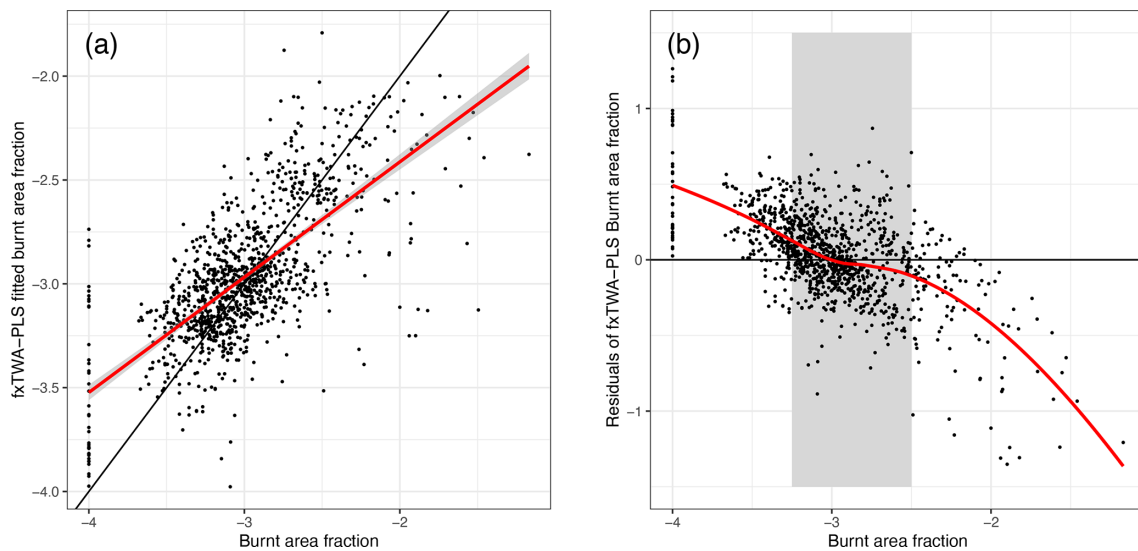 (a)
fxTWA−PLS fitted burnt area fraction
−2.0
−2.5
−3.0
−3.5
−4.0
−4
−3
−2
Burnt area fraction
(b)
Residuals of fxTWA−PLS Burnt area fraction
1
0
−1
−4
−3
−2
Burnt area fraction